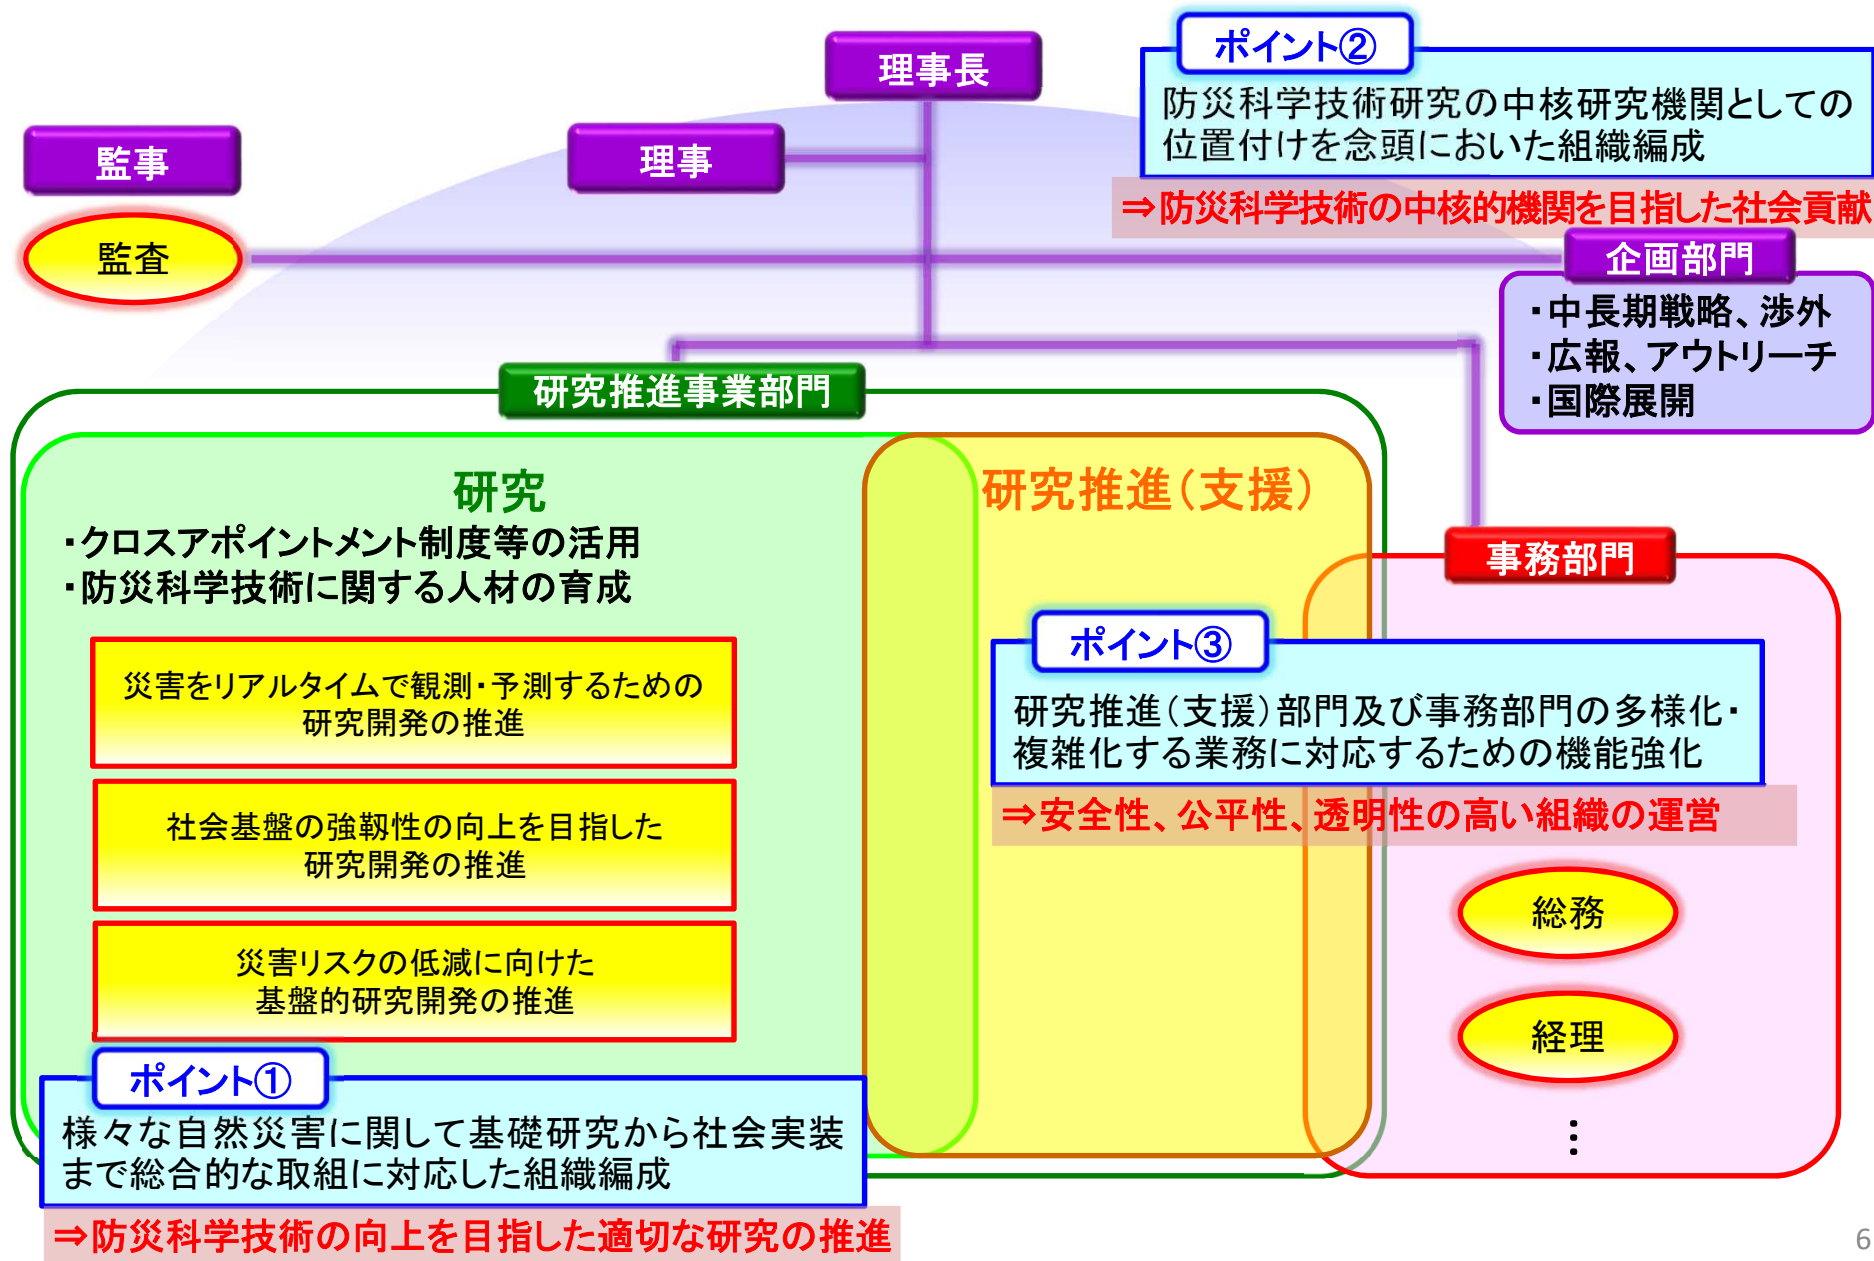 理事長
ポイント②
防災科学技術研究の中核研究機関としての
位置付けを念頭においた組織編成
⇒防災科学技術の中核的機関を目指した社会貢献
監事
理事
監査
企画部門
・中長期戦略、渉外
・広報、アウトリーチ
・国際展開
研究推進事業部門
研究
・クロスアポイントメント制度等の活用
・防災科学技術に関する人材の育成
災害をリアルタイムで観測・予測するための
研究開発の推進
社会基盤の強靱性の向上を目指した
研究開発の推進
災害リスクの低減に向けた
基盤的研究開発の推進
ポイント①
様々な自然災害に関して基礎研究から社会実装
まで総合的な取組に対応した組織編成
⇒防災科学技術の向上を目指した適切な研究の推進
研究推進(支援)
事務部門
ポイント③
研究推進(支援)部門及び事務部門の多様化・
複雑化する業務に対応するための機能強化
⇒安全性、公平性、透明性の高い組織の運営
総務
経理
⋮
6